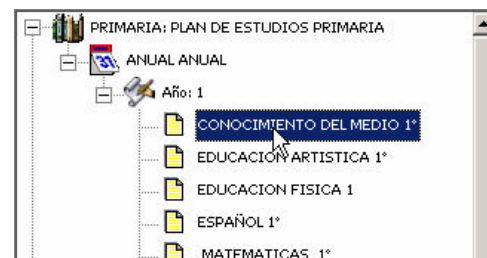 PRIMARIA: PLAN DE ESTUDIOS PRIMARIA
ANUAL ANUAL
Año: 1
CONOCIMIENTO DEL MEDIO 1°
EDUCACION ARTISTICA 1°
EDUCACION FISICA 1
ESPAÑOL 1°
MATEMATICAS 1°